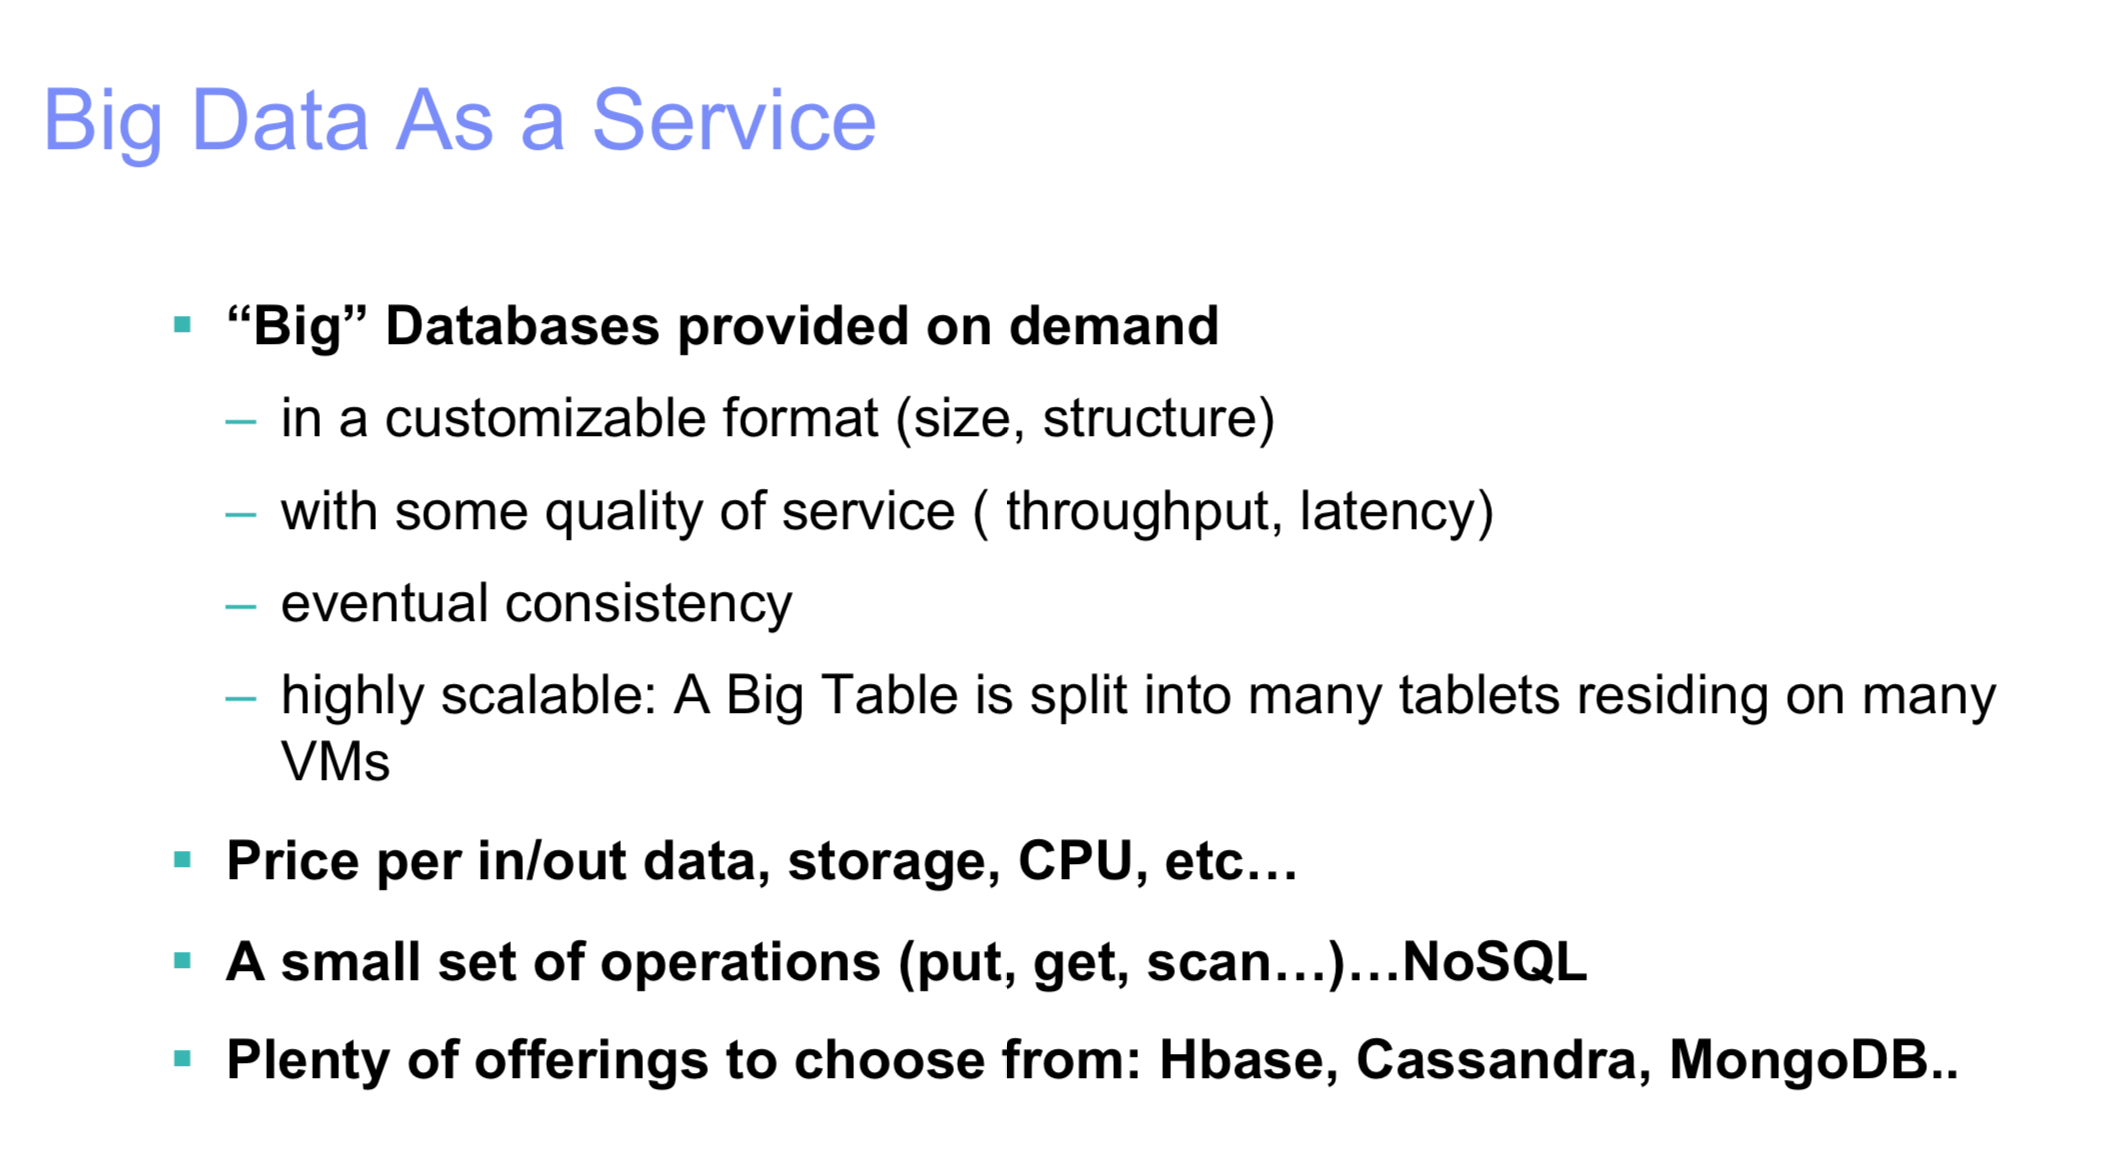 Big Data As a Service
▪ “Big” Databases provided on demand
– in a customizable format (size, structure)
– with some quality of service ( throughput, latency)
– eventual consistency
– highly scalable: A Big Table is split into many tablets residing on many
VMs
▪ Price per in/out data, storage, CPU, etc…
▪ A small set of operations (put, get, scan…)…NoSQL
▪ Plenty of offerings to choose from: Hbase, Cassandra, MongoDB..